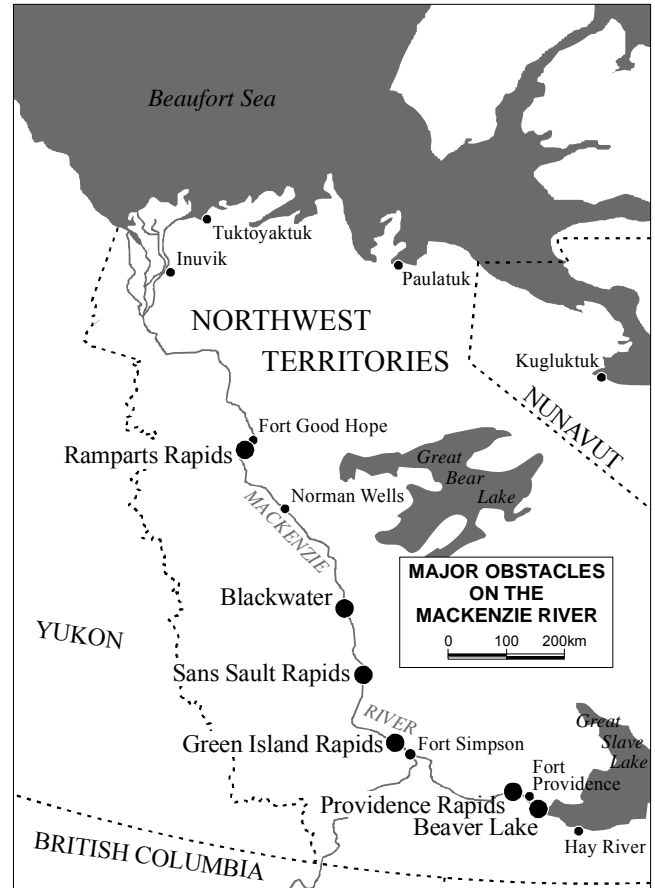 Beaufort Sea
Tuktoyaktuk
Inuvik
Paulatuk
NORTHWEST
TERRITORIES
Kugluktuk
NUNAVUT
Fort Good Hope
Ramparts Rapids
Great
Bear
Lake
Norman Wells
MACKENZIE
MAJOR OBSTACLES
ON THE
MACKENZIE RIVER
0 100 200km
Blackwater
YUKON
Sans Sault Rapids
RIVER
Green Island Rapids
Fort Simpson
Great
Slave
Lake
Fort
Providence
Providence Rapids
Beaver Lake
Hay River
BRITISH COLUMBIA